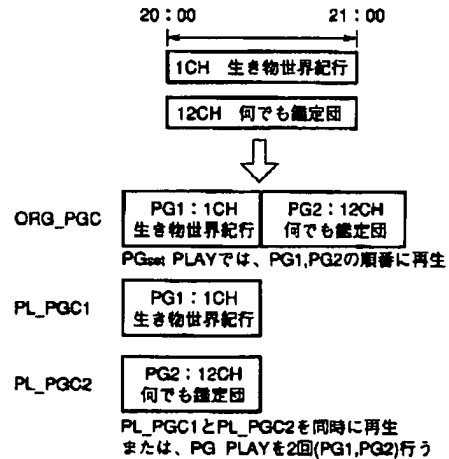 20:00 21:00
1CH 生き物世界紀行
12CH 何でも鑑定団
ORG_PGC
PG1:1CH
生き物世界紀行
PG2:12CH
何でも鑑定団
PGset PLAYでは、PG1,PG2の順番に再生
PL_PGC1
PG1:1CH
生き物世界紀行
PL_PGC2
PG2:12CH
何でも鑑定団
PL_PGC1とPL_PGC2を同時に再生
または、PG PLAYを2回(PG1,PG2)行う